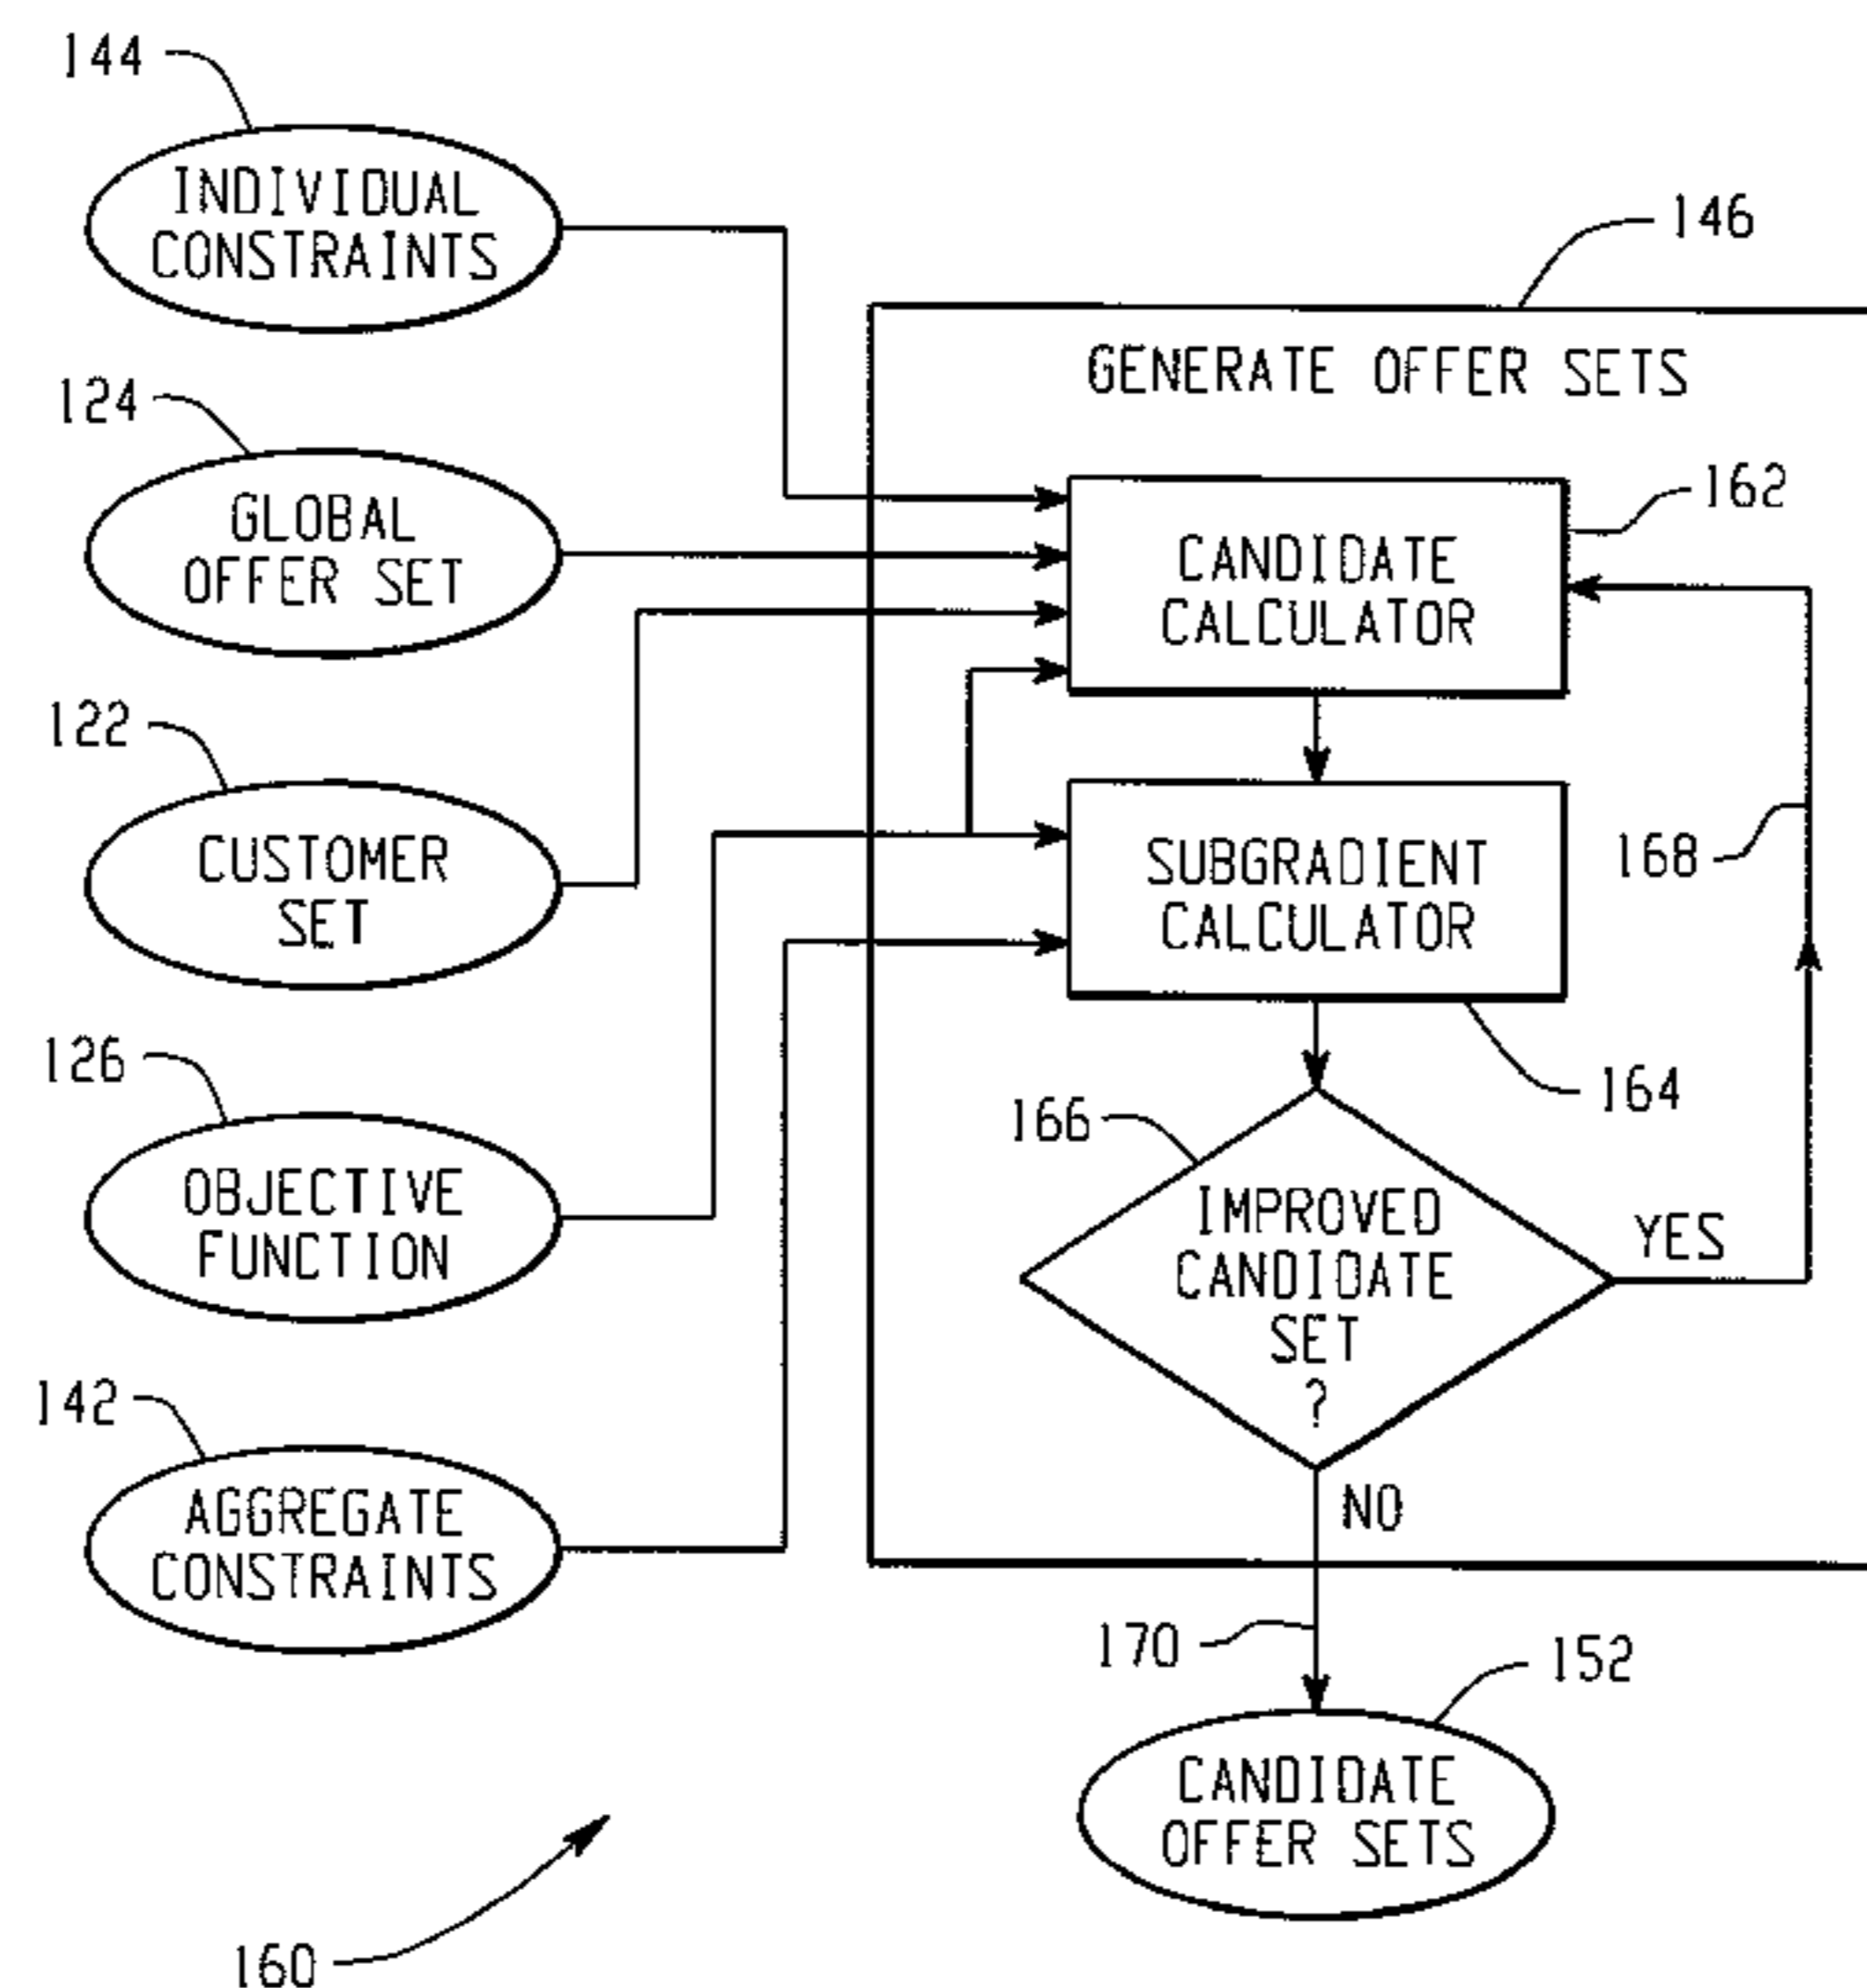 144
INDIVIDUAL
CONSTRAINTS
146
GENERATE OFFER SETS
124
GLOBAL
OFFER SET
162
CANDIDATE
CALCULATOR
122
CUSTOMER
SET
SUBGRADIENT
CALCULATOR
168
126
OBJECTIVE
FUNCTION
164
166
IMPROVED
CANDIDATE
SET
?
YES
142
AGGREGATE
CONSTRAINTS
NO
170
152
CANDIDATE
OFFER SETS
160